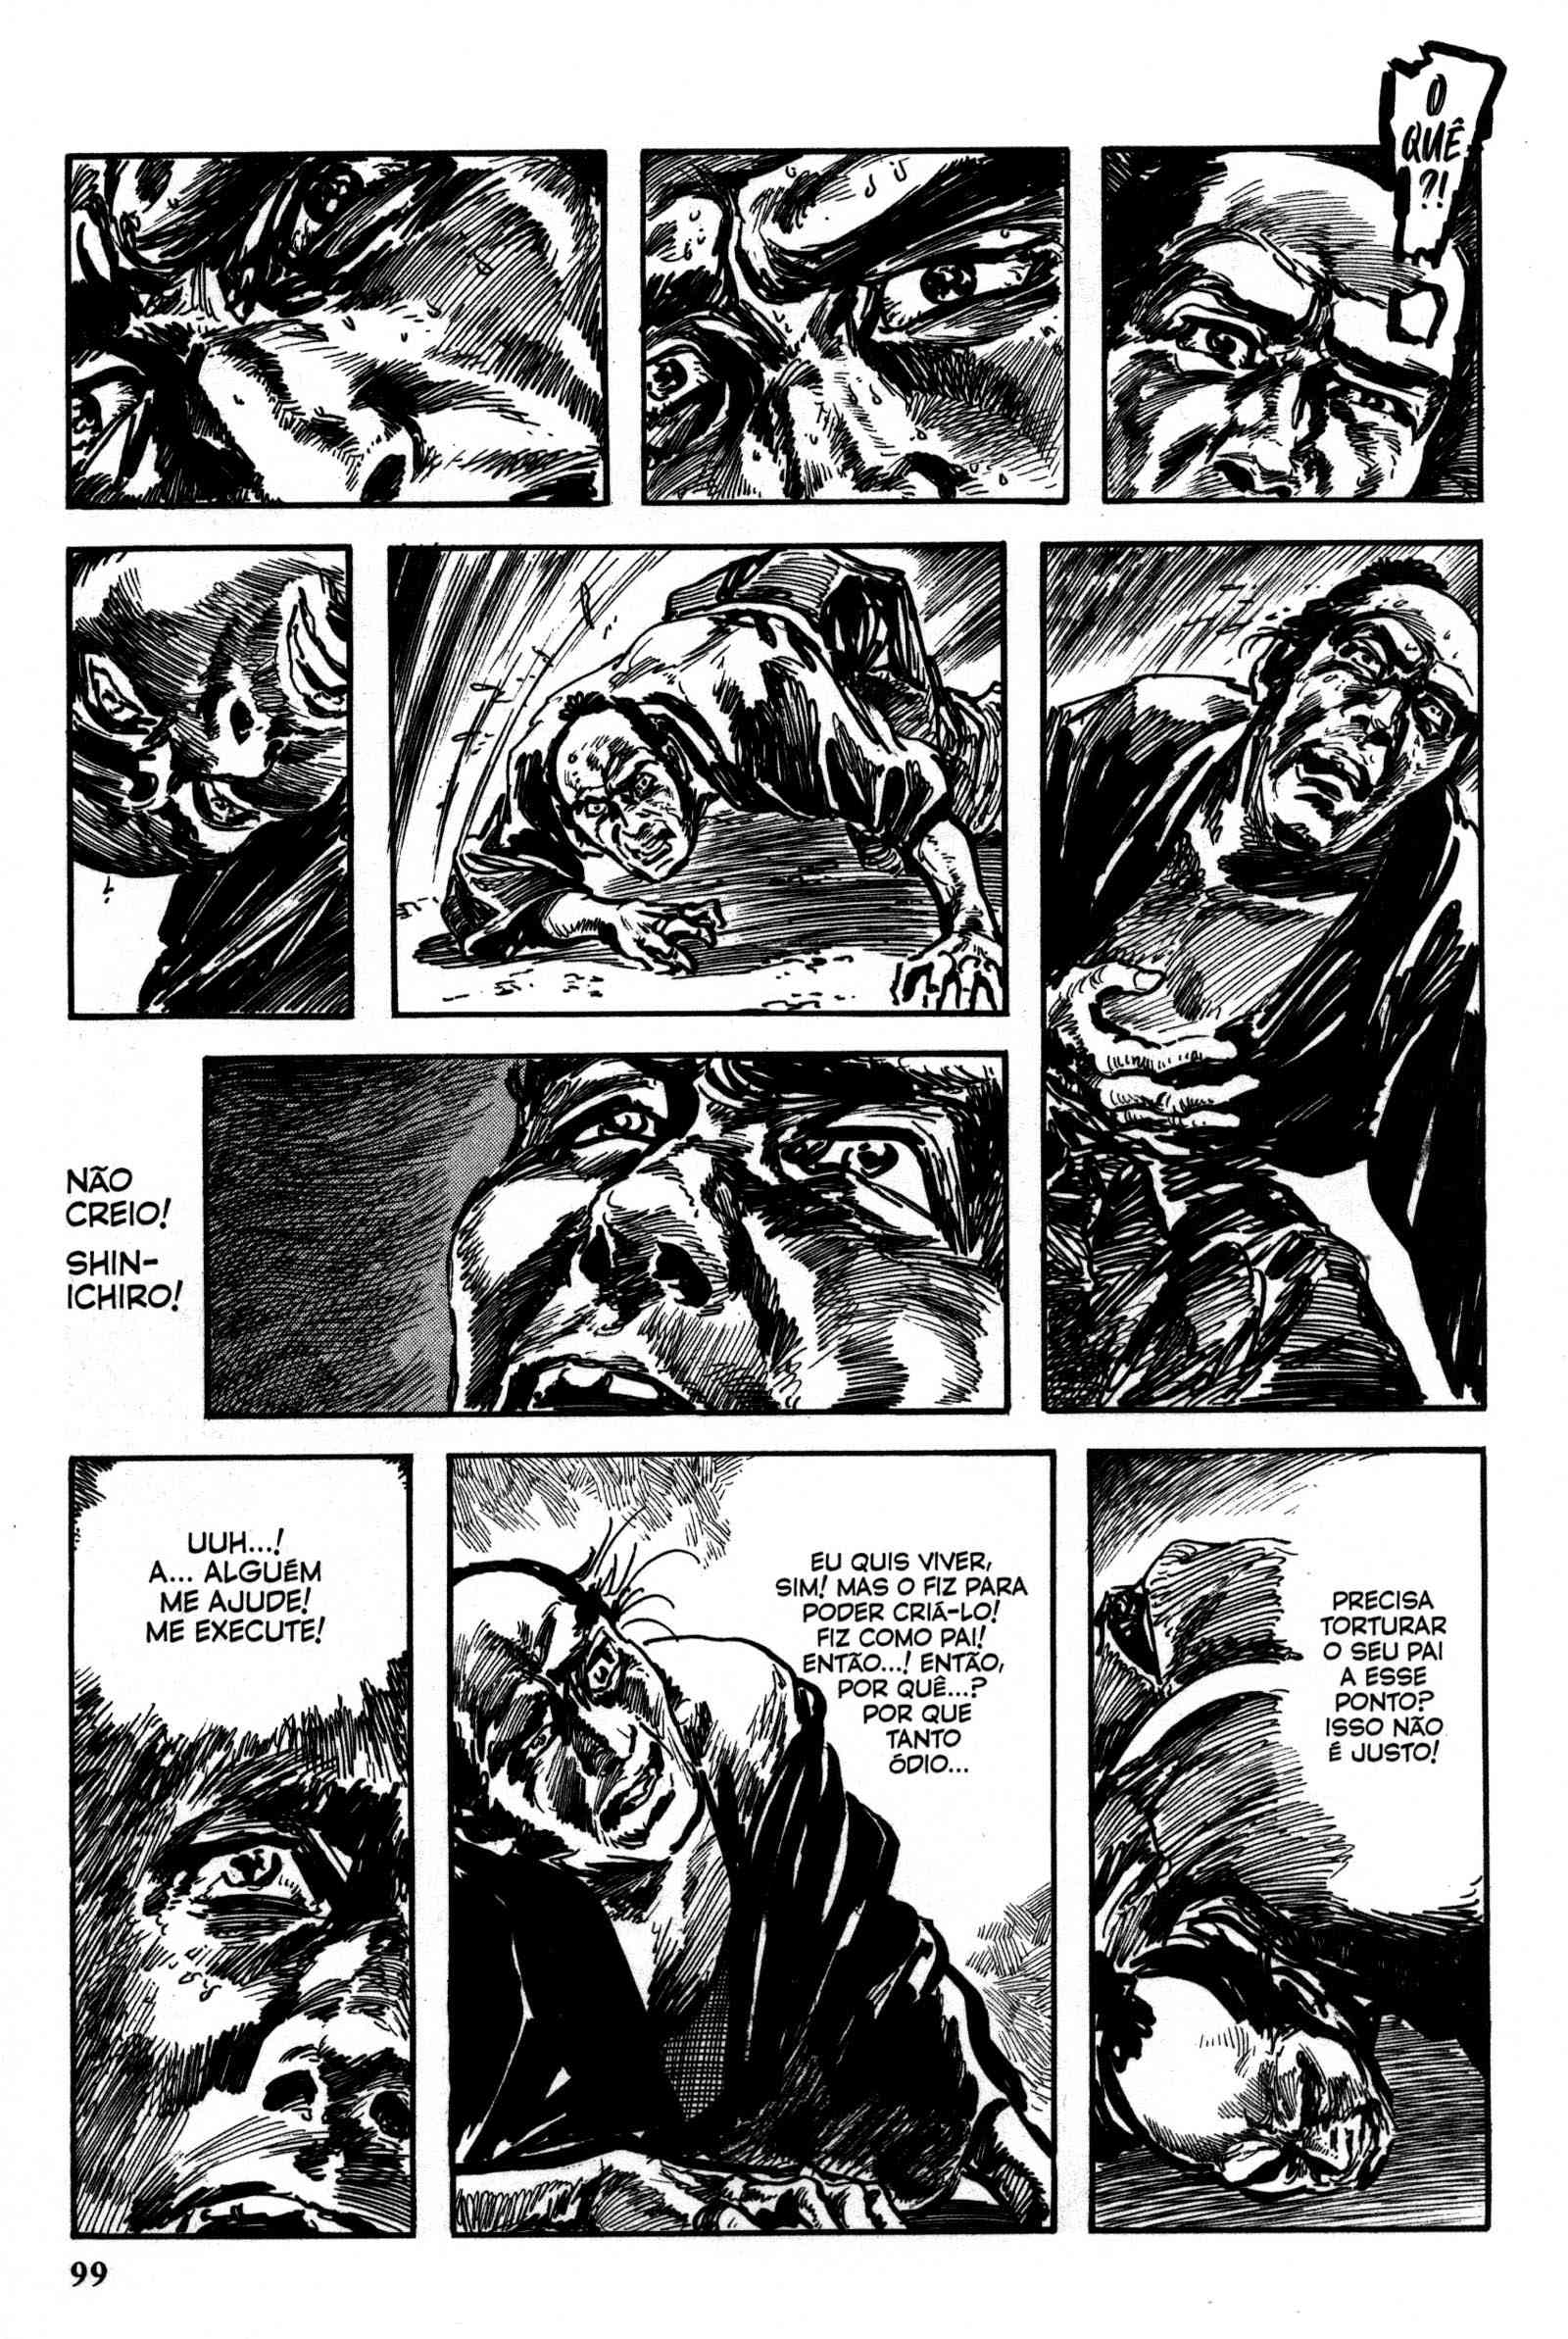 O
QUÊ
?!
NÃO
CREIO!
SHIN-
ICHIRO!
PRECISA
TORTURAR
O SEU PAI
A ESSE
PONTO?
ISSO NÃO
É JUSTO!
EU QUIS VIVER,
SIM! MAS O FIZ PARA
PODER CRIÁ-LO!
FIZ COMO PAI!
ENTÃO...! ENTÃO,
POR QUÊ...?
POR QUE
TANTO
ÓDIO...
UUH...!
A... ALGUÉM
ME AJUDE!
ME EXECUTE!
99